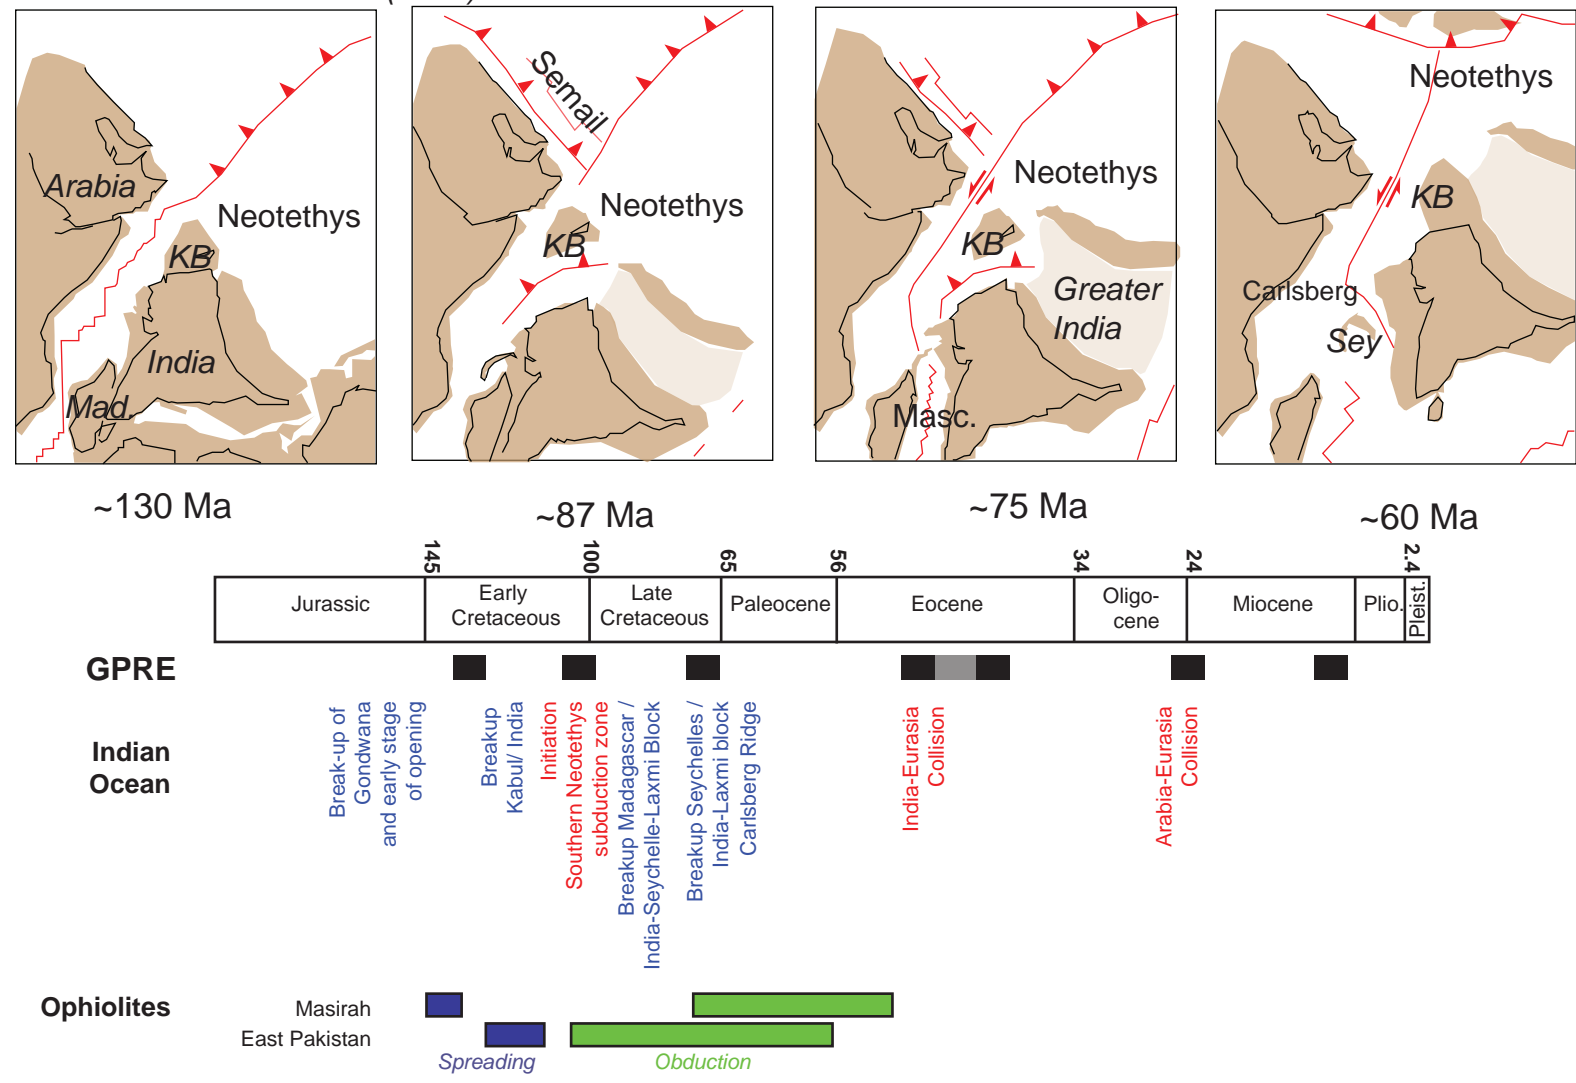 Arabia
Neotethys
KB
India
Mad.
Semail
Neotethys
KB
Neotethys
KB
Greater
India
Masc.
Neotethys
KB
Carlsberg
Sey
~130 Ma
~87 Ma
~75 Ma
~60 Ma
145
100
65
56
34
24
2.4
Jurassic
Early
Cretaceous
Late
Cretaceous
Paleocene
Eocene
Oligo-
cene
Miocene
Plio.
Pleist.
GPRE
Indian
Ocean
Break-up of
Gondwana
and early stage
of opening
Breakup
Kabul/ India
Initiation
Southern Neotethys
subduction zone
Breakup Madagascar /
India-Seychelle-Laxmi Block
Breakup Seychelles /
India-Laxmi block
Carlsberg Ridge
India-Eurasia
Collision
Arabia-Eurasia
Collision
Ophiolites
Masirah
East Pakistan
Spreading
Obduction